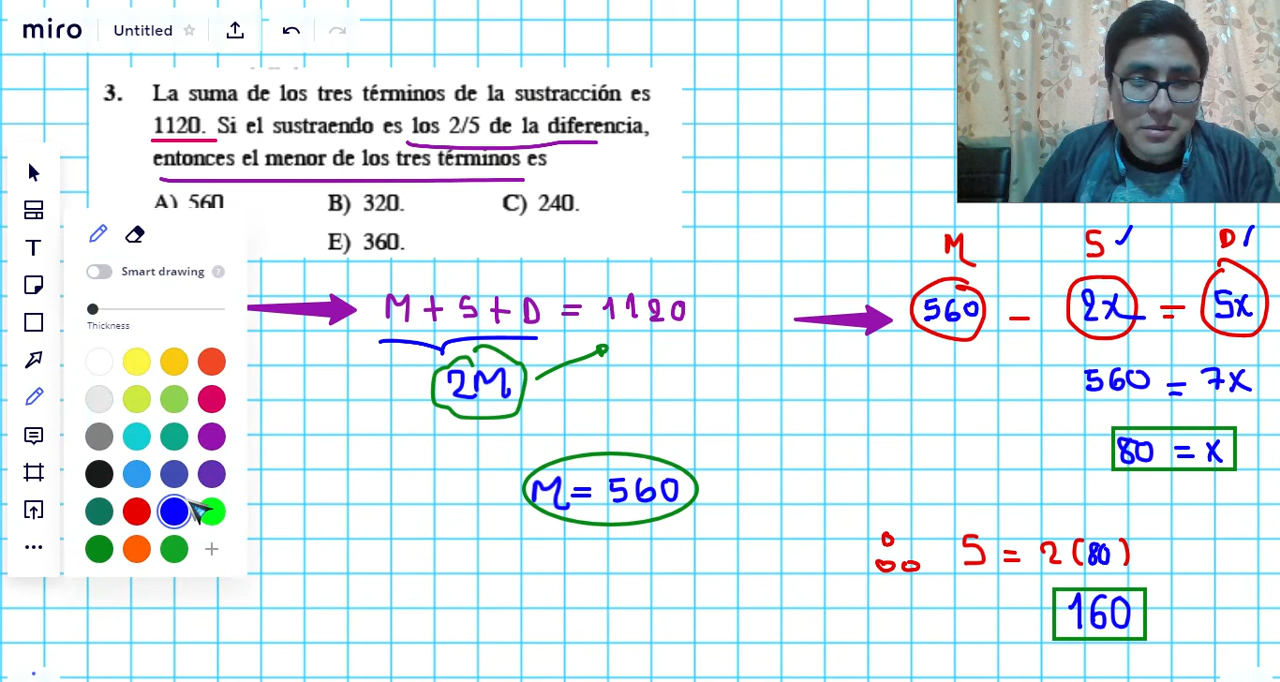 miro Untitled
3. La suma de los tres términos de la sustracción es
1120. Si el sustraendo es los 2/5 de la diferencia,
entonces el menor de los tres términos es
A) 560 B) 320. C) 240.
E) 360.
Smart drawing ?
Thickness
M + S + D = 1120
2M
M = 560
M S D
560 - 2x = 5x
560 = 7x
80 = x
S = 2 (80)
160